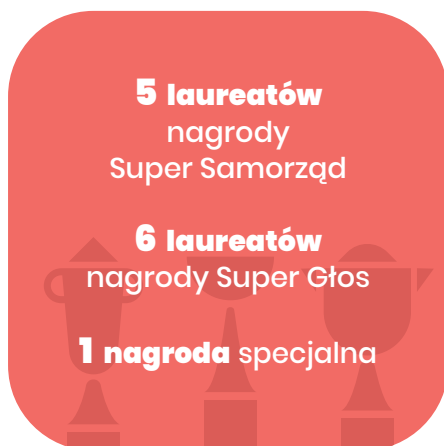 5 laureatów
nagrody
Super Samorząd
6 laureatów
nagrody Super Głos
1 nagroda specjalna